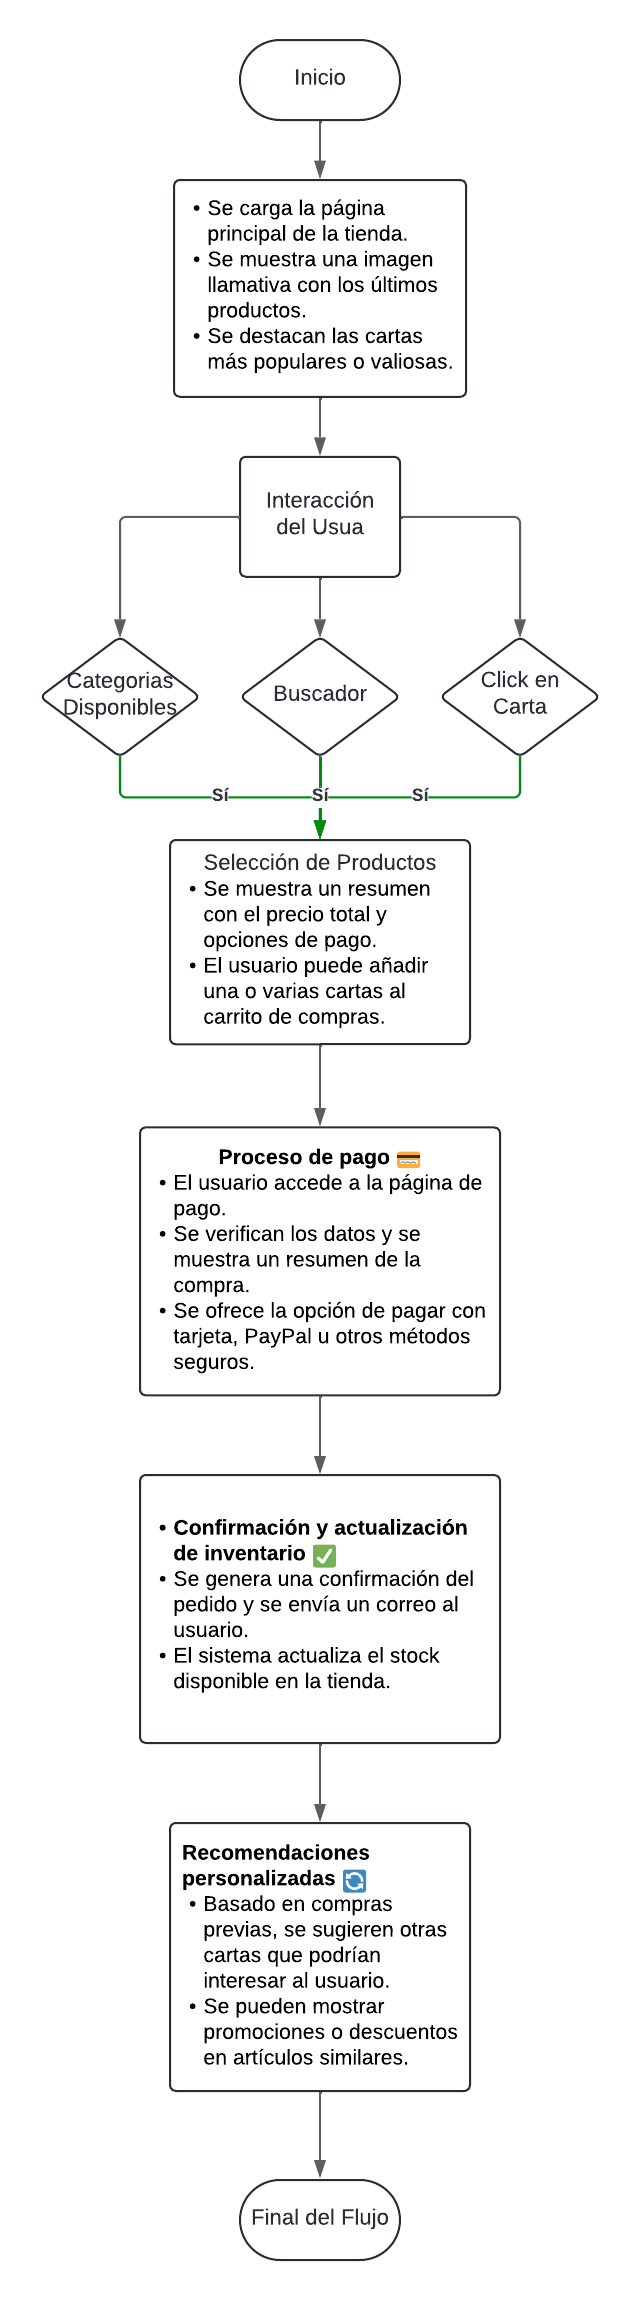 Inicio
• Se carga la página
principal de la tienda.
• Se muestra una imagen
llamativa con los últimos
productos.
• Se destacan las cartas
más populares o valiosas.
Interacción
del Usua
Categorias
Disponibles
Buscador
Click en
Carta
Sí
Sí
Sí
Selección de Productos
• Se muestra un resumen
con el precio total y
opciones de pago.
• El usuario puede añadir
una o varias cartas al
carrito de compras.
Proceso de pago 💳
• El usuario accede a la página de
pago.
• Se verifican los datos y se
muestra un resumen de la
compra.
• Se ofrece la opción de pagar con
tarjeta, PayPal u otros métodos
seguros.
• Confirmación y actualización
de inventario ✅
• Se genera una confirmación del
pedido y se envía un correo al
usuario.
• El sistema actualiza el stock
disponible en la tienda.
Recomendaciones
personalizadas 🔄
• Basado en compras
previas, se sugieren otras
cartas que podrían
interesar al usuario.
• Se pueden mostrar
promociones o descuentos
en artículos similares.
Final del Flujo